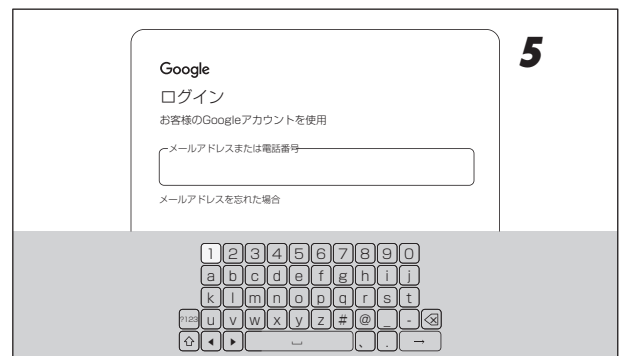 5
Google
ログイン
お客様のGoogleアカウントを使用
メールアドレスまたは電話番号
メールアドレスを忘れた場合
1 2 3 4 5 6 7 8 9 0
a b c d e f g h i j
k l m n o p q r s t
?123 u v w x y z # @ _ -
、 . →